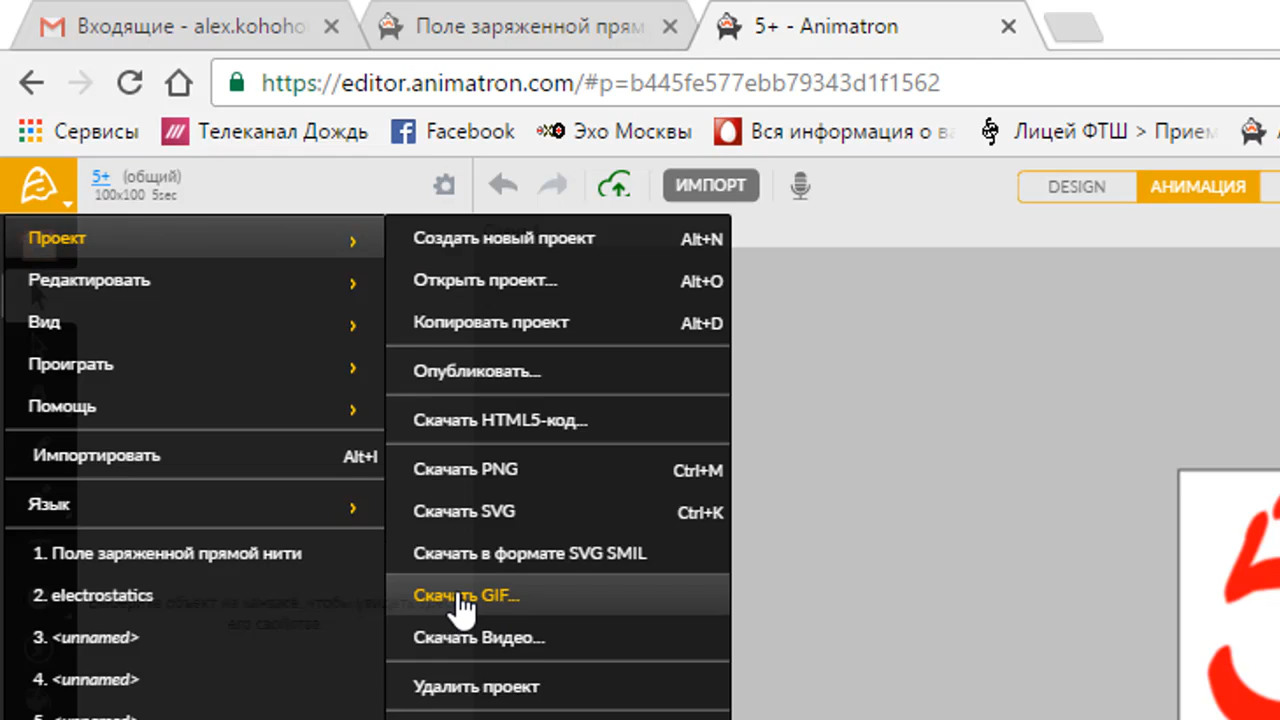 Входящие - alex.kohoho
Поле заряженной прям
5+ - Animatron
https://editor.animatron.com/#p=b445fe577ebb79343d1f1562
Сервисы
Телеканал Дождь
Facebook
Эхо Москвы
Вся информация о ва
Лицей ФТШ > Прием
5+ (общий)
100x100 5sec
ИМПОРТ
DESIGN
АНИМАЦИЯ
Проект
Редактировать
Вид
Проиграть
Помощь
Импортировать Alt+I
Язык
1. Поле заряженной прямой нити
2. electrostatics
3. <unnamed>
4. <unnamed>
Создать новый проект Alt+N
Открыть проект... Alt+O
Копировать проект Alt+D
Опубликовать...
Скачать HTML5-код...
Скачать PNG Ctrl+M
Скачать SVG Ctrl+K
Скачать в формате SVG SMIL
Скачать GIF...
Скачать Видео...
Удалить проект